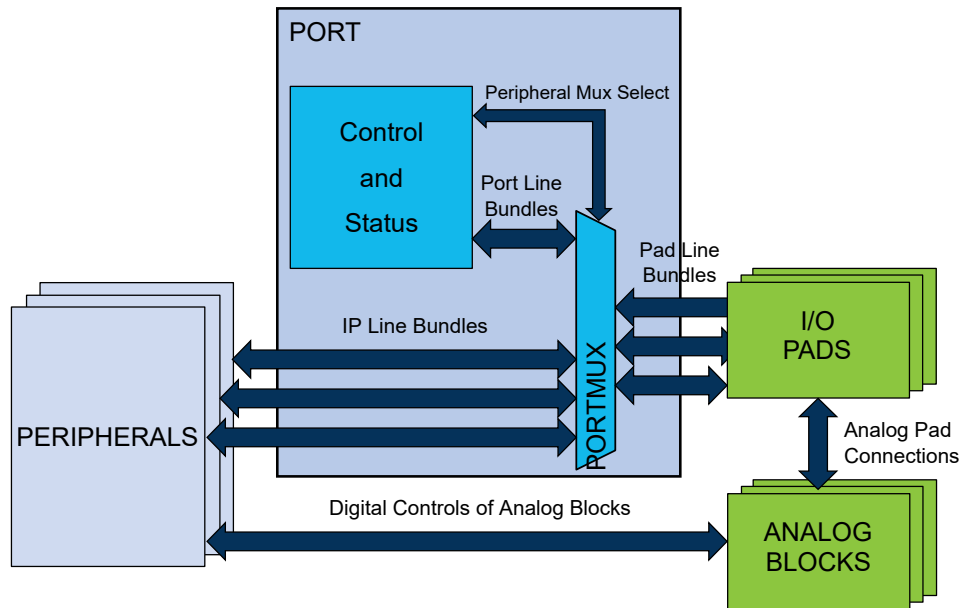 PORT
Peripheral Mux Select
Control
and
Status
Port Line
Bundles
Pad Line
Bundles
IP Line Bundles
PORTMUX
I/O
PADS
PERIPHERALS
Analog Pad
Connections
Digital Controls of Analog Blocks
ANALOG
BLOCKS